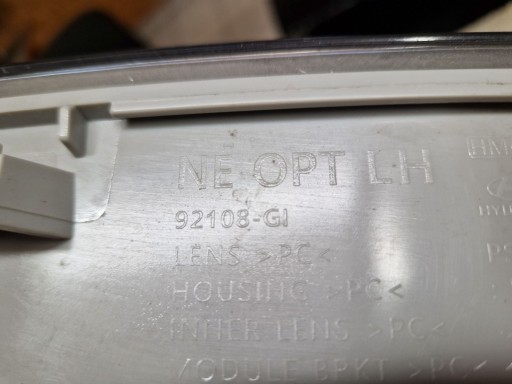 NE OPT LH
92108-GI
LENS >PC<
HOUSING >PC<
INNER LENS >PC<
MODULE BRKT >PC<